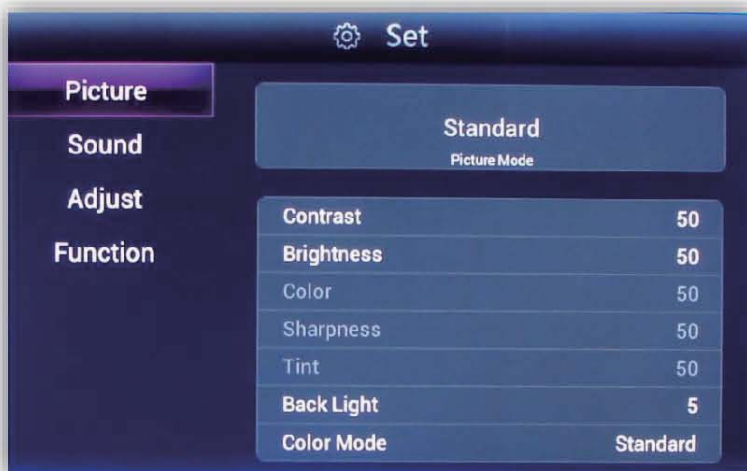 Set
Picture
Sound
Adjust
Function
Standard
Picture Mode
Contrast 50
Brightness 50
Color 50
Sharpness 50
Tint 50
Back Light 5
Color Mode Standard